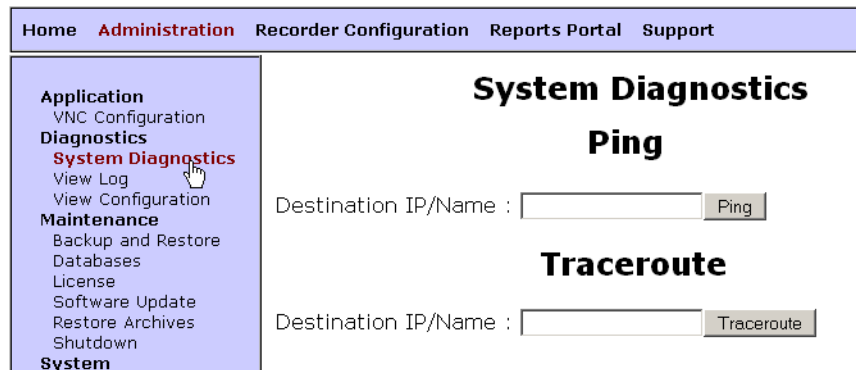 Home Administration Recorder Configuration Reports Portal Support
Application
VNC Configuration
Diagnostics
System Diagnostics
View Log
View Configuration
Maintenance
Backup and Restore
Databases
License
Software Update
Restore Archives
Shutdown
System
System Diagnostics
Ping
Destination IP/Name : Ping
Traceroute
Destination IP/Name : Traceroute